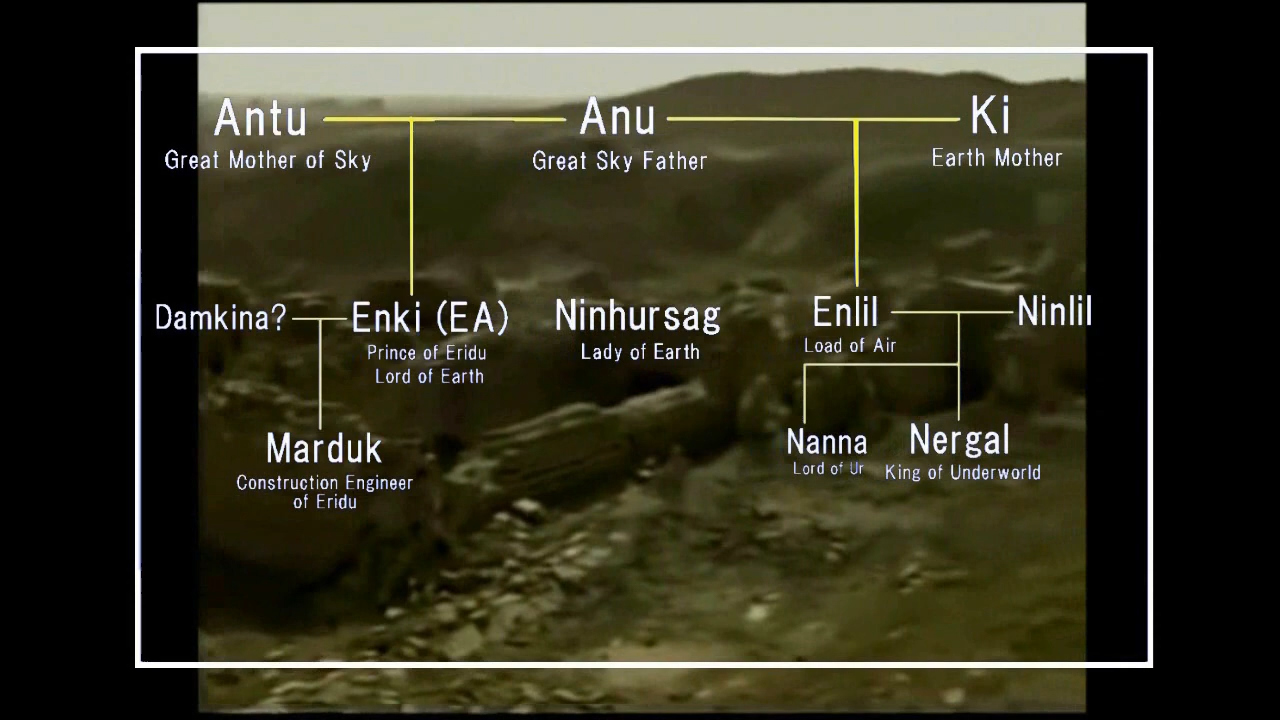 Antu
Anu
Ki
Great Mother of Sky
Great Sky Father
Earth Mother
Damkina?
Enki (EA)
Ninhursag
Enlil
Ninlil
Prince of Eridu
Lord of Earth
Lady of Earth
Load of Air
Marduk
Nanna
Nergal
Construction Engineer
of Eridu
Lord of Ur
King of Underworld